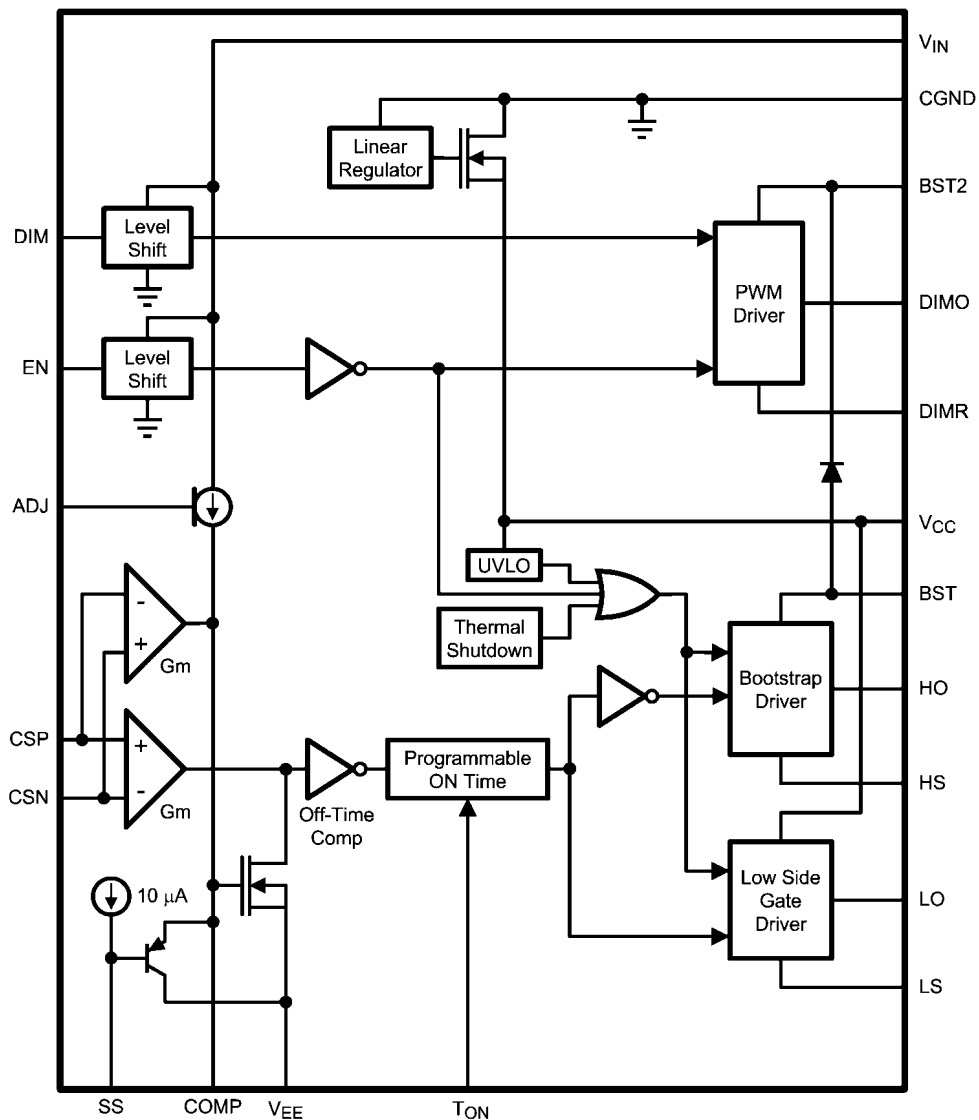 VIN
CGND
Linear
Regulator
BST2
DIM
Level
Shift
PWM
Driver
DIMO
EN
Level
Shift
DIMR
ADJ
VCC
UVLO
BST
-
+
Gm
Thermal
Shutdown
Bootstrap
Driver
HO
CSP
+
-
CSN
Gm
Off-Time
Comp
Programmable
ON Time
HS
10 μA
Low Side
Gate
Driver
LO
LS
SS
COMP
VEE
TON